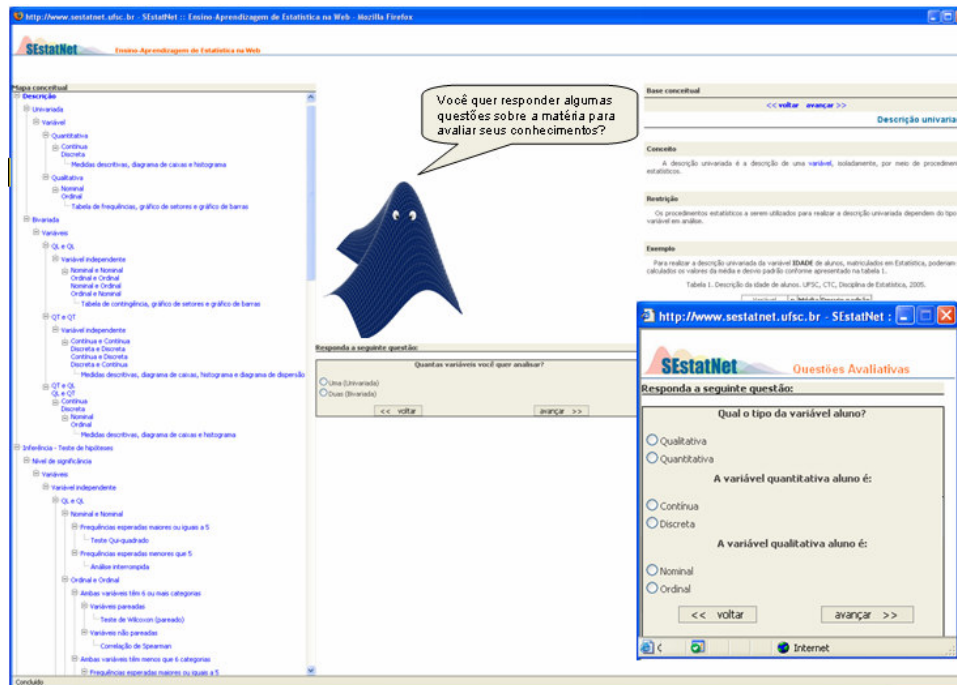 http://www.sestatnet.ufsc.br - SEstatNet :: Ensino-Aprendizagem de Estatística na Web - Mozilla Firefox
SEstatNet
Ensino-Aprendizagem de Estatística na Web
Mapa conceitual
Descrição
Univariada
Variável
Quantitativa
Contínua
Discreta
Medidas descritivas, diagrama de caixas e histograma
Qualitativa
Nominal
Ordinal
Tabela de frequências, gráfico de setores e gráfico de barras
Bivariada
Variáveis
QL e QL
Variável independente
Nominal e Nominal
Ordinal e Ordinal
Nominal e Ordinal
Ordinal e Nominal
Tabela de contingência, gráfico de setores e gráfico de barras
QT e QT
Variável independente
Contínua e Contínua
Discreta e Discreta
Contínua e Discreta
Discreta e Contínua
Medidas descritivas, diagrama de caixas, histograma e diagrama de dispersão
QT e QL
QL e QT
Contínua
Discreta
Nominal
Ordinal
Medidas descritivas, diagrama de caixas e histograma
Inferência - Teste de hipóteses
Nível de significância
Variáveis
Variável independente
QL e QL
Nominal e Nominal
Frequências esperadas maiores ou iguais a 5
Teste Qui-quadrado
Frequências esperadas menores que 5
Análise interrompida
Ordinal e Ordinal
Ambas variáveis têm 6 ou mais categorias
Variáveis pareadas
Teste de Wilcoxon (pareado)
Variáveis não pareadas
Correlação de Spearman
Ambas variáveis têm menos que 6 categorias
Frequências esperadas maiores ou iguais a 5
Concluído
Você quer responder algumas
questões sobre a matéria para
avaliar seus conhecimentos?
Responda a seguinte questão:
Quantas variáveis você quer analisar?
Uma (Univariada)
Duas (Bivariada)
<< voltar avançar >>
Base conceitual
<< voltar avançar >>
Descrição univaria
Conceito
A descrição univariada é a descrição de uma variável, isoladamente, por meio de procedimen
estatísticos.
Restrição
Os procedimentos estatísticos a serem utilizados para realizar a descrição univariada dependem do tipo
variável em análise.
Exemplo
Para realizar a descrição univariada da variável IDADE de alunos, matriculados em Estatística, poderiam
calculados os valores da média e desvio padrão conforme apresentado na tabela 1.
Tabela 1. Descrição da idade de alunos. UFSC, CTC, Disciplina de Estatística, 2005.
http://www.sestatnet.ufsc.br - SEstatNet :
SEstatNet
Questões Avaliativas
Responda a seguinte questão:
Qual o tipo da variável aluno?
Qualitativa
Quantitativa
A variável quantitativa aluno é:
Contínua
Discreta
A variável qualitativa aluno é:
Nominal
Ordinal
<< voltar avançar >>
Internet